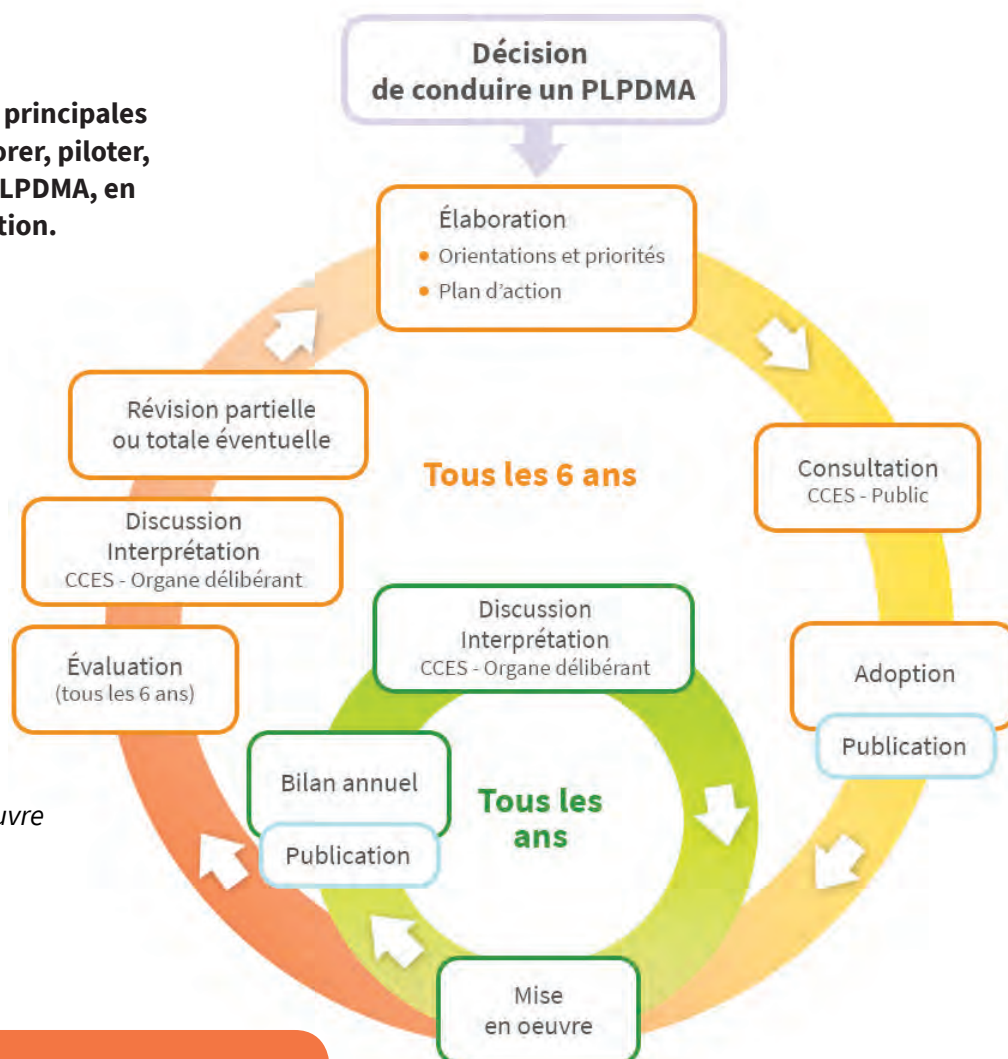 Décision
de conduire un PLPDMA
principales
rer, piloter,
LPDMA, en
tion.
Élaboration
• Orientations et priorités
• Plan d'action
Révision partielle
ou totale éventuelle
Tous les 6 ans
Consultation
CCES - Public
Discussion
Interprétation
CCES - Organe délibérant
Discussion
Interprétation
CCES - Organe délibérant
Évaluation
(tous les 6 ans)
Adoption
Publication
Bilan annuel
Publication
Tous les
ans
uvre
Mise
en oeuvre